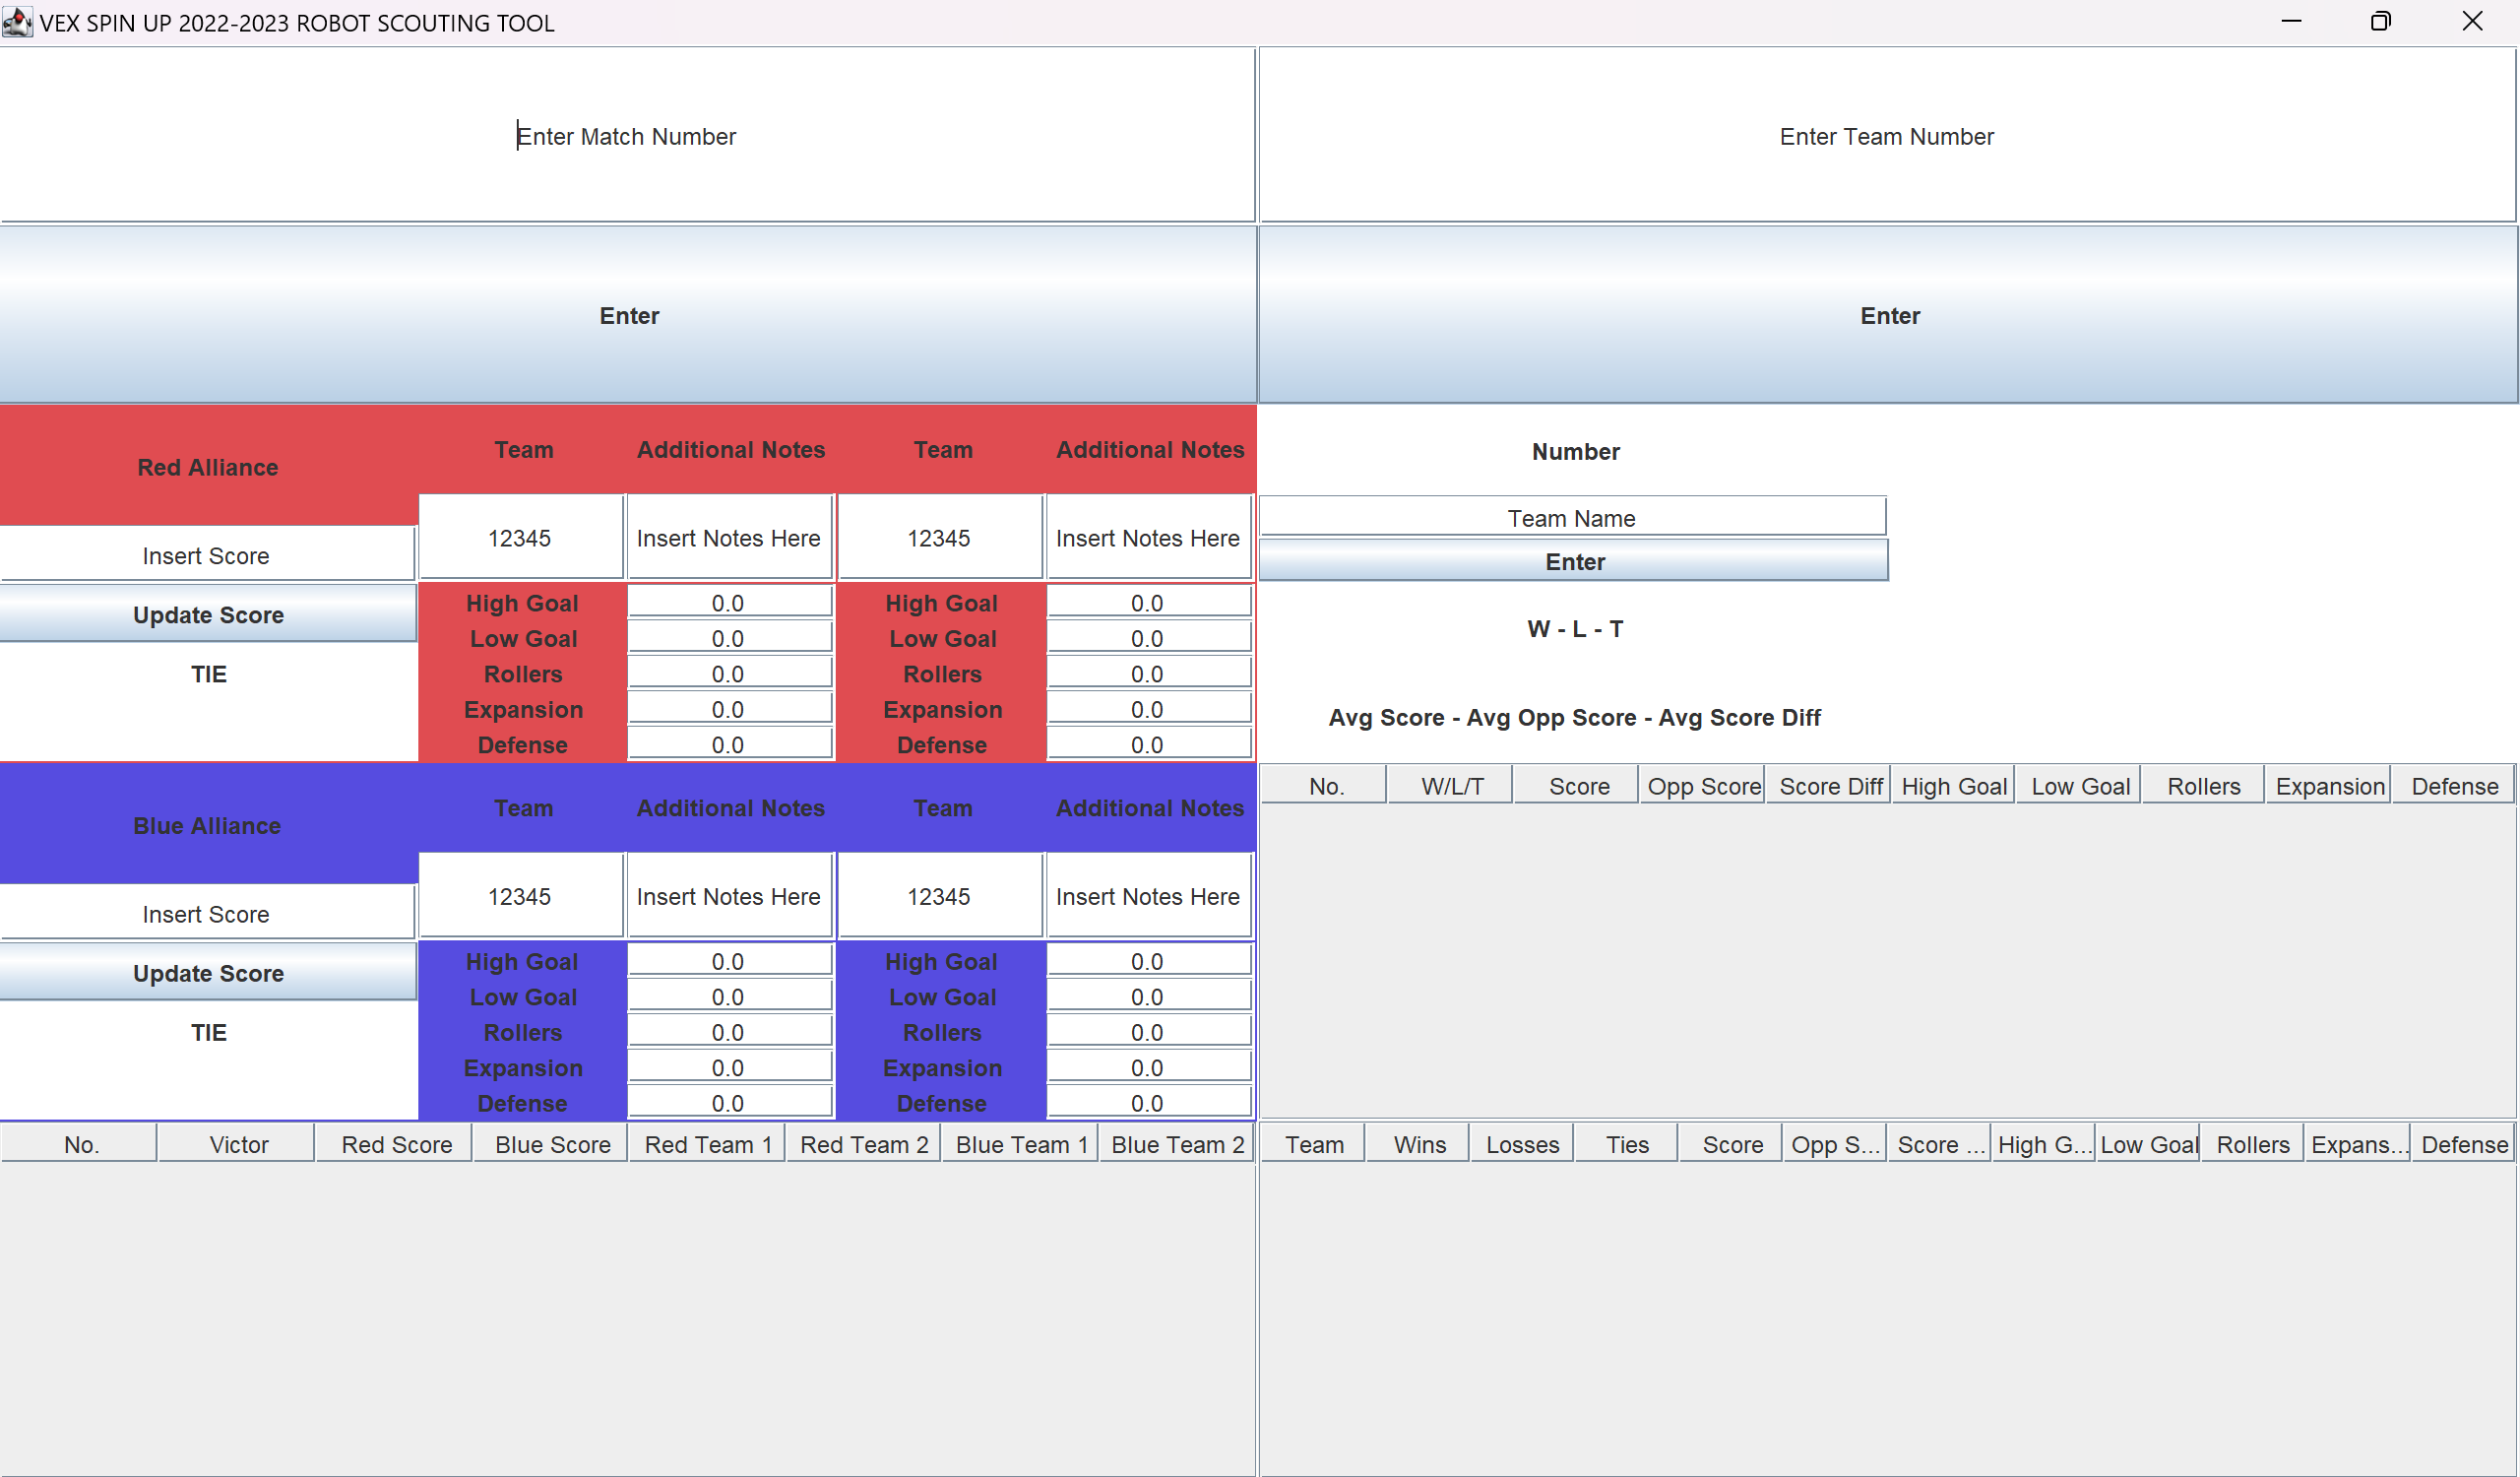 VEX SPIN UP 2022-2023 ROBOT SCOUTING TOOL
Enter Match Number
Enter Team Number
Enter
Enter
Red Alliance
Insert Score
Update Score
TIE
Team Additional Notes Team Additional Notes
12345 Insert Notes Here 12345 Insert Notes Here
High Goal 0.0 High Goal 0.0
Low Goal 0.0 Low Goal 0.0
Rollers 0.0 Rollers 0.0
Expansion 0.0 Expansion 0.0
Defense 0.0 Defense 0.0
Blue Alliance
Insert Score
Update Score
TIE
Team Additional Notes Team Additional Notes
12345 Insert Notes Here 12345 Insert Notes Here
High Goal 0.0 High Goal 0.0
Low Goal 0.0 Low Goal 0.0
Rollers 0.0 Rollers 0.0
Expansion 0.0 Expansion 0.0
Defense 0.0 Defense 0.0
No. Victor Red Score Blue Score Red Team 1 Red Team 2 Blue Team 1 Blue Team 2
Number
Team Name
Enter
W - L - T
Avg Score - Avg Opp Score - Avg Score Diff
No. W/L/T Score Opp Score Score Diff High Goal Low Goal Rollers Expansion Defense
Team Wins Losses Ties Score Opp S... Score ... High G... Low Goal Rollers Expans... Defense